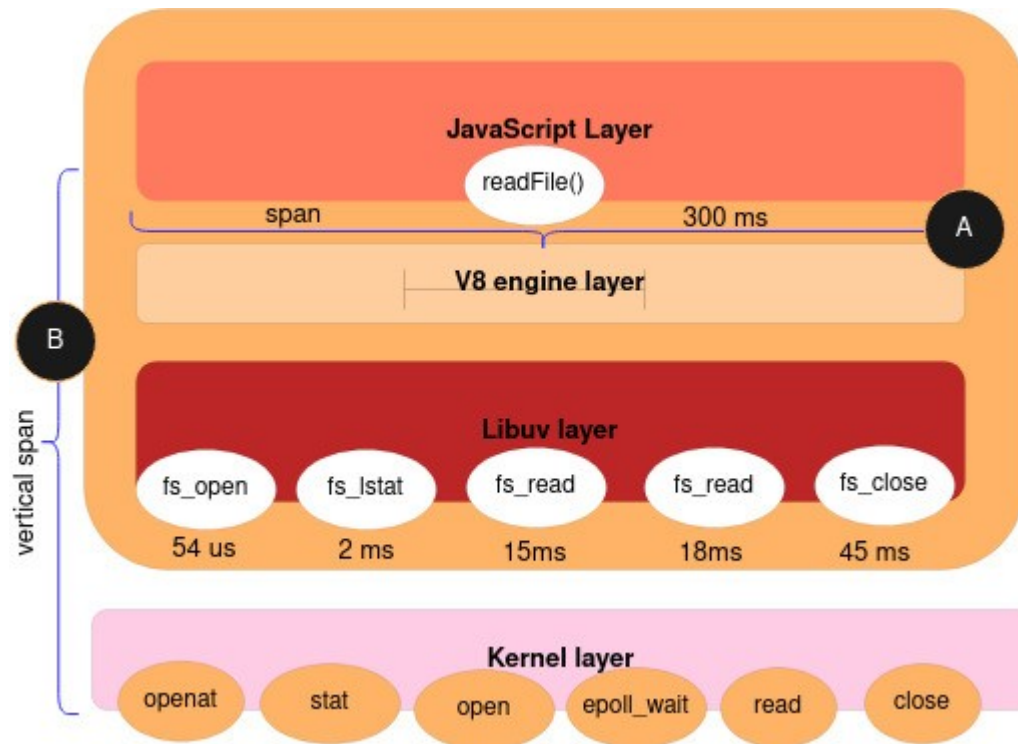 JavaScript Layer
readFile()
span
300 ms
A
V8 engine layer
B
vertical span
Libuv layer
fs_open
fs_lstat
fs_read
fs_read
fs_close
54 us
2 ms
15ms
18ms
45 ms
Kernel layer
openat
stat
open
epoll_wait
read
close